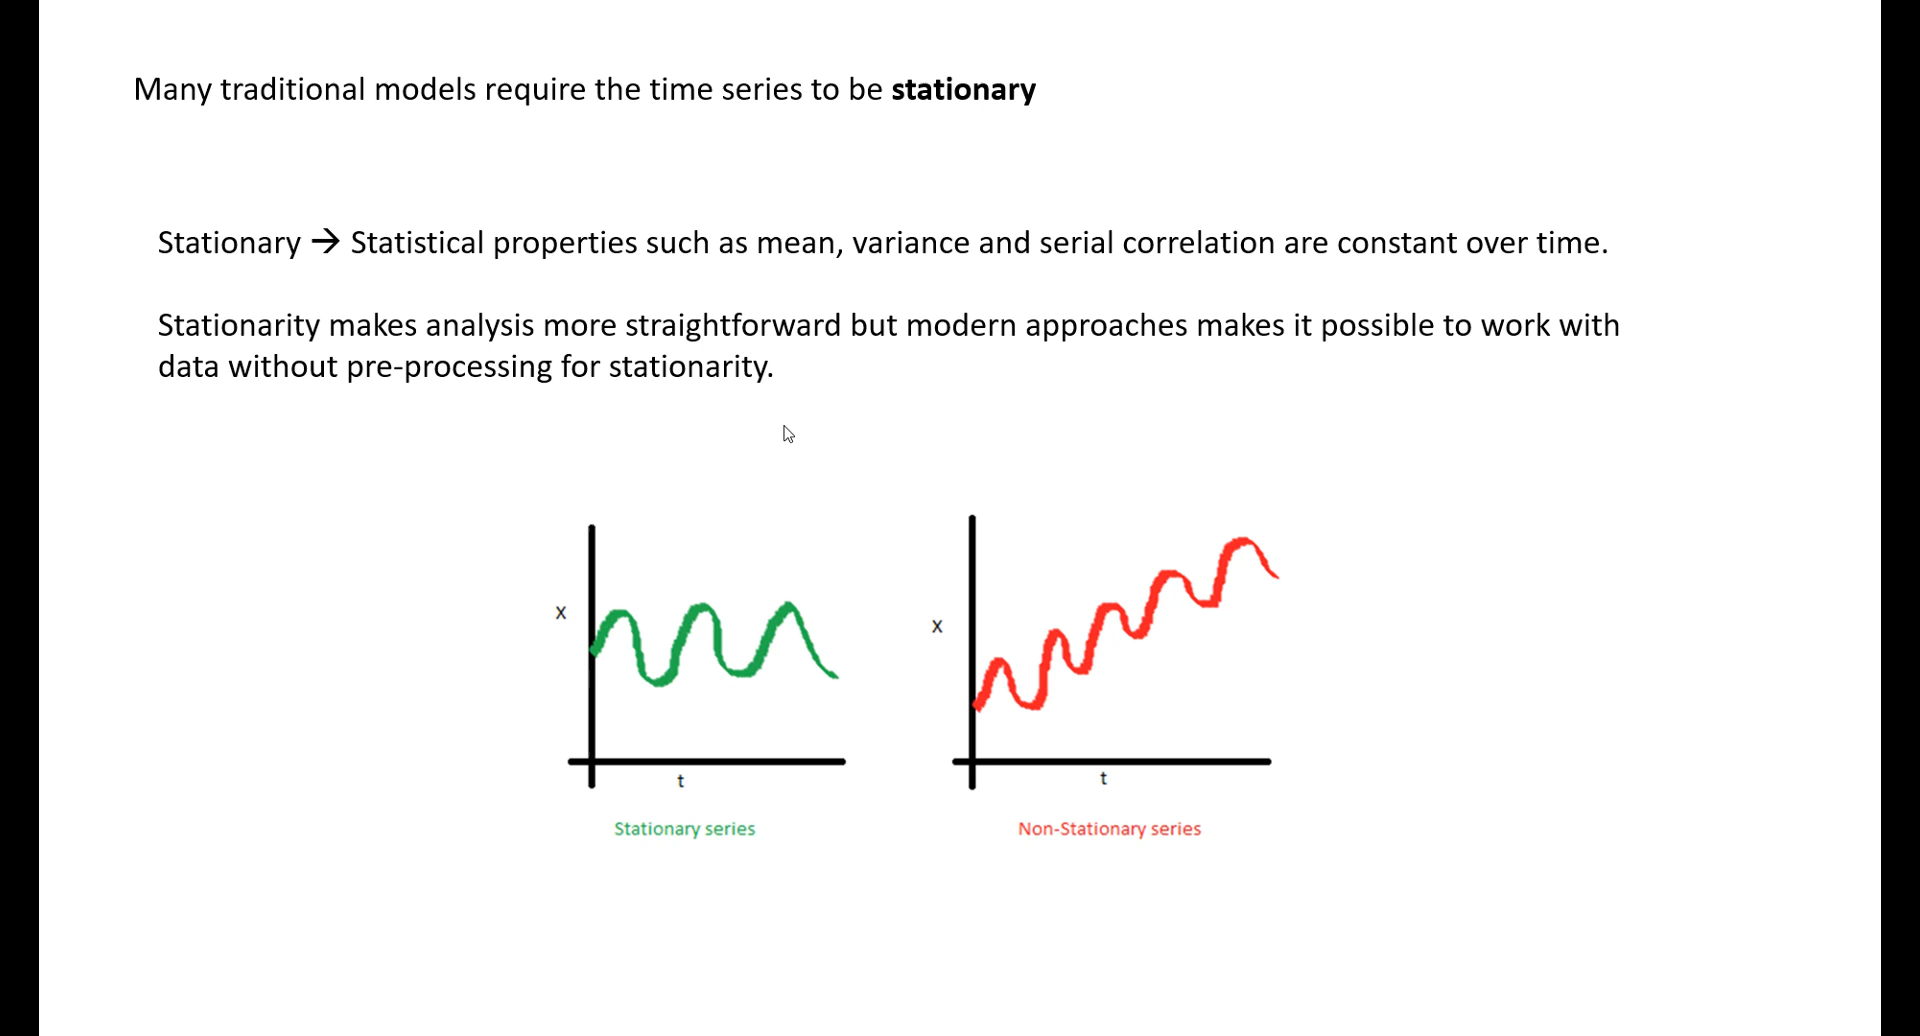 Many traditional models require the time series to be stationary
Stationary → Statistical properties such as mean, variance and serial correlation are constant over time.
Stationarity makes analysis more straightforward but modern approaches makes it possible to work with
data without pre-processing for stationarity.
x
t
Stationary series
x
t
Non-Stationary series